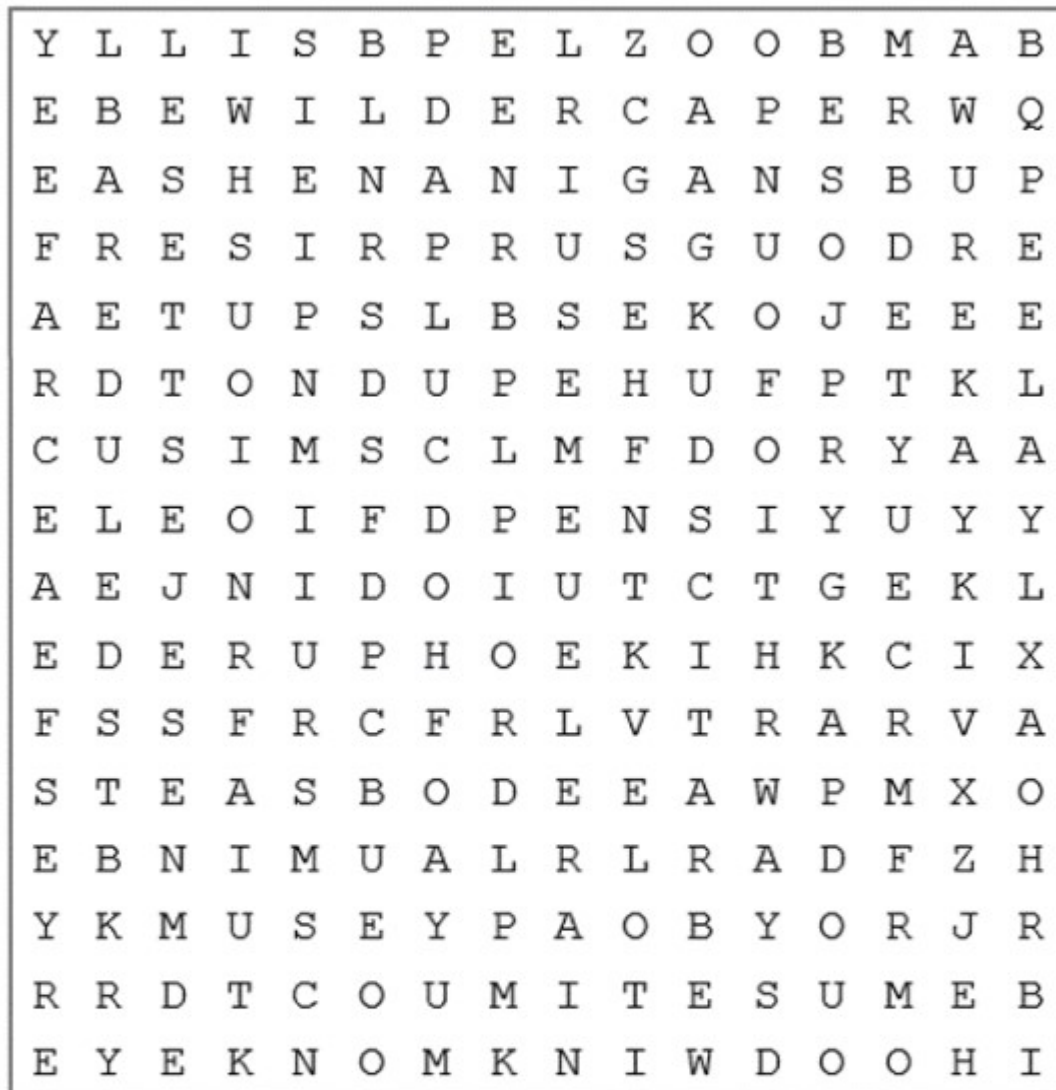 Y L L I S B P E L Z O O B M A B
E B E W I L D E R C A P E R W Q
E A S H E N A N I G A N S B U P
F R E S I R P R U S G U O D R E
A E T U P S L B S E K O J E E E
R D T O N D U P E H U F P T K L
C U S I M S C L M F D O R Y A A
E L E O I F D P E N S I Y U Y Y
A E J N I D O I U T C T G E K L
E D E R U P H O E K I H K C I X
F S S F R C F R L V T R A R V A
S T E A S B O D E E A W P M X O
E B N I M U A L R L R A D F Z H
Y K M U S E Y P A O B Y O R J R
R R D T C O U M I T E S U M E B
E Y E K N O M K N I W D O O H I